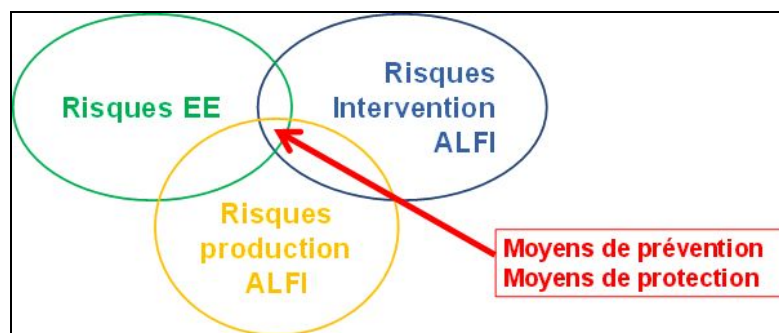 Risques EE
Risques
Intervention
ALFI
Risques
production
ALFI
Moyens de prévention
Moyens de protection